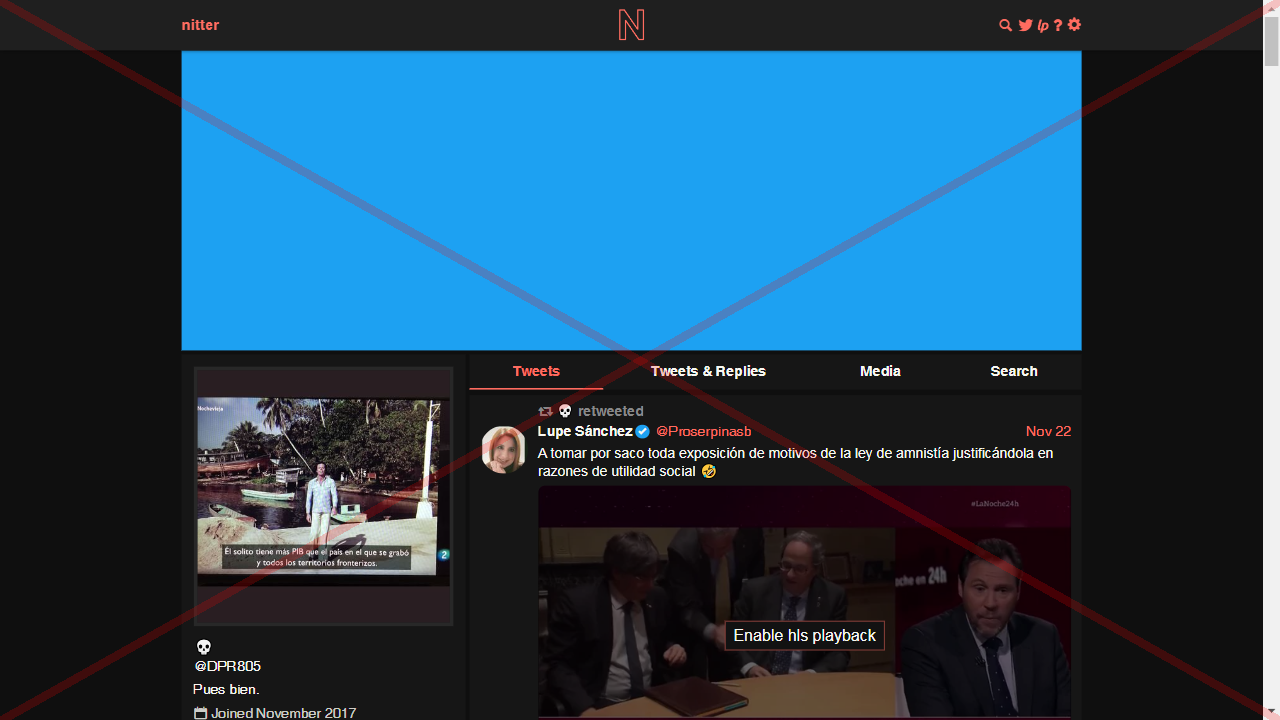 nitter
N
lp ?
Tweets
Tweets & Replies
Media
Search
Nochevieja
Él solito tiene más PIB que el país en el que se grabó
y todos los territorios fronterizos.
2
💀
@DPR805
Pues bien.
Joined November 2017
💀 retweeted
Lupe Sánchez @Proserpinasb
Nov 22
A tomar por saco toda exposición de motivos de la ley de amnistía justificándola en
razones de utilidad social 🤣
#LaNoche24h
oche en 24h
Enable hls playback